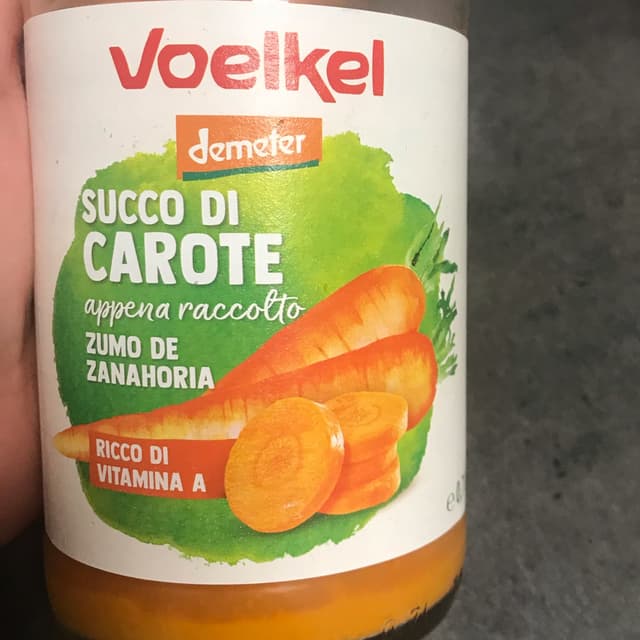 Voelkel
demeter
SUCCO DI
CAROTE
appena raccolto
ZUMO DE
ZANAHORIA
RICCO DI
VITAMINA A